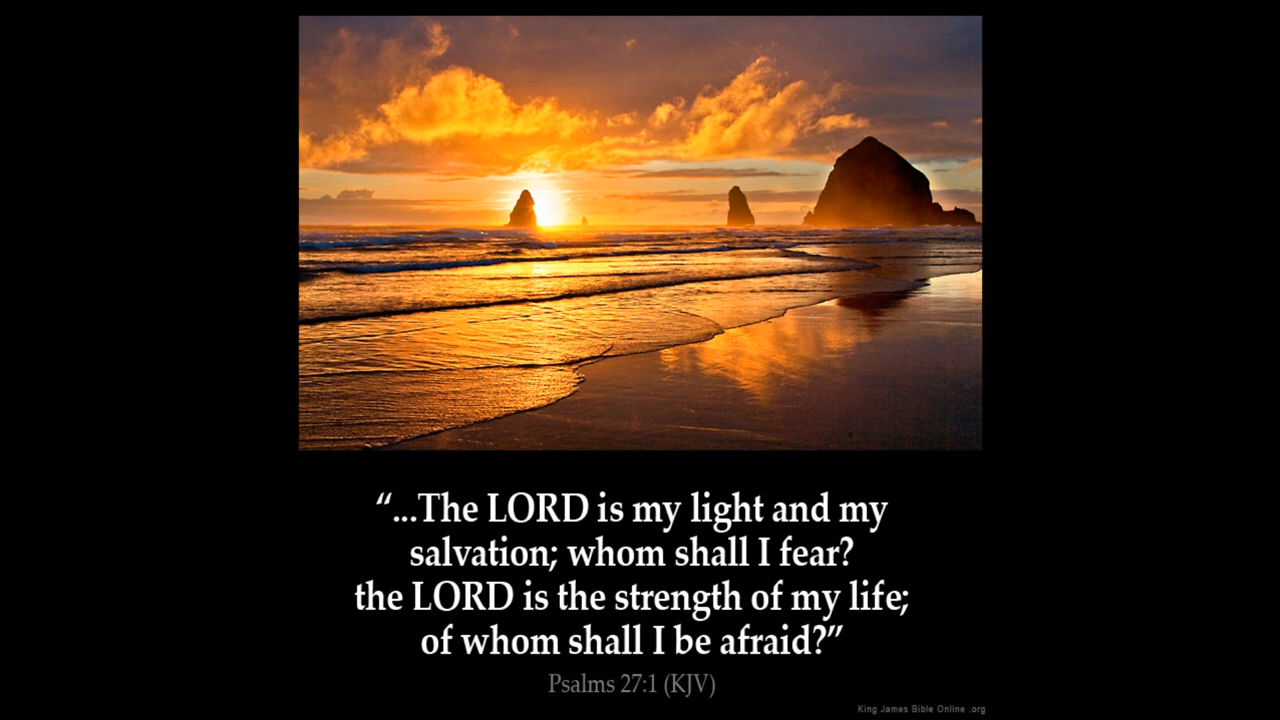 “...The LORD is my light and my
salvation; whom shall I fear?
the LORD is the strength of my life;
of whom shall I be afraid?”
Psalms 27:1 (KJV)
King James Bible Online .org